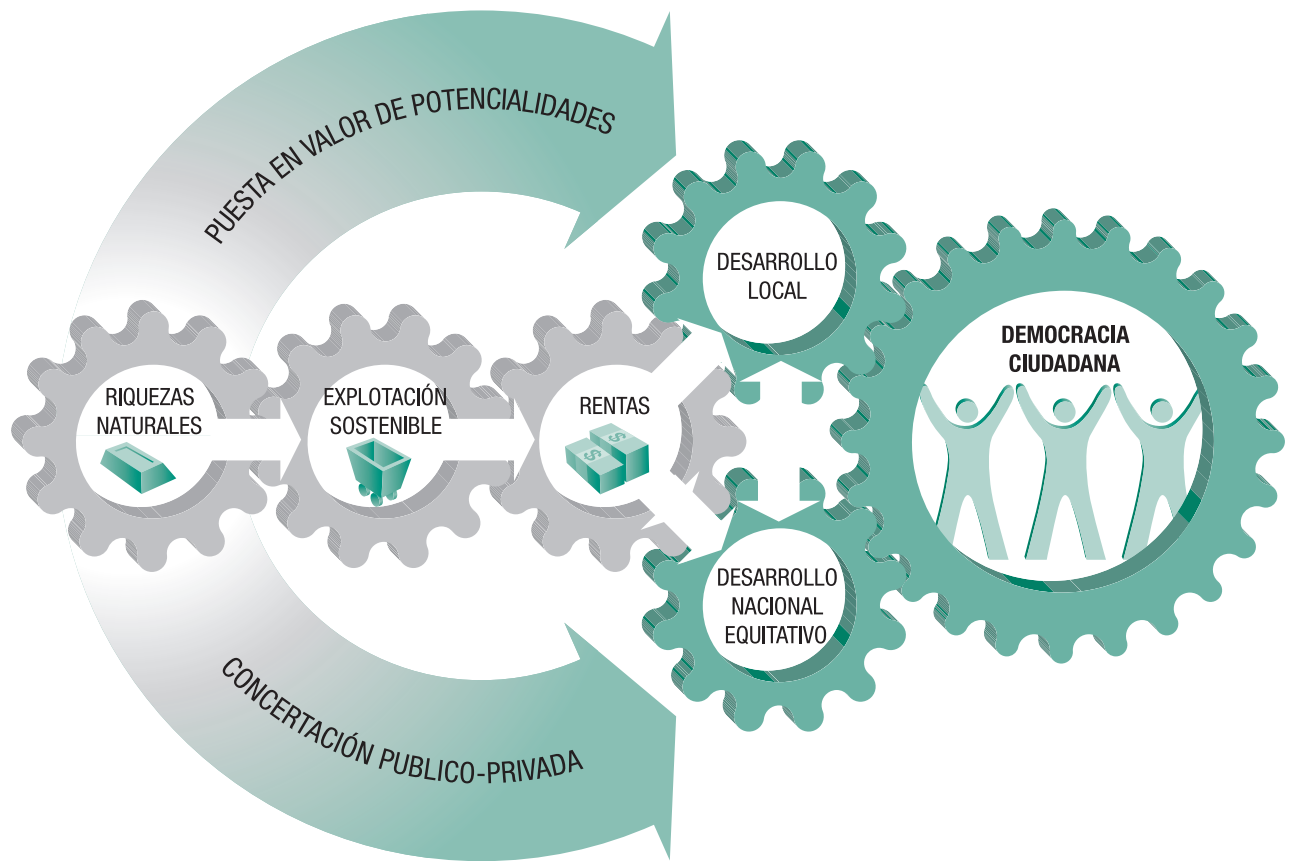 PUESTA EN VALOR DE POTENCIALIDADES
DESARROLLO
LOCAL
DEMOCRACIA
CIUDADANA
RIQUEZAS
NATURALES
EXPLOTACIÓN
SOSTENIBLE
RENTAS
$
$
DESARROLLO
NACIONAL
EQUITATIVO
CONCERTACIÓN PUBLICO-PRIVADA